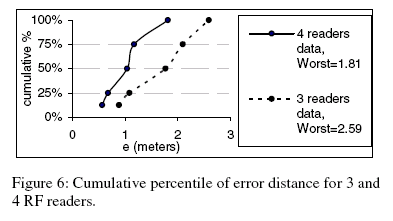 100%
75%
50%
25%
0%
cumulative %
0 1 2 3
e (meters)
4 readers
data,
Worst=1.81
3 readers
data,
Worst=2.59
Figure 6: Cumulative percentile of error distance for 3 and
4 RF readers.